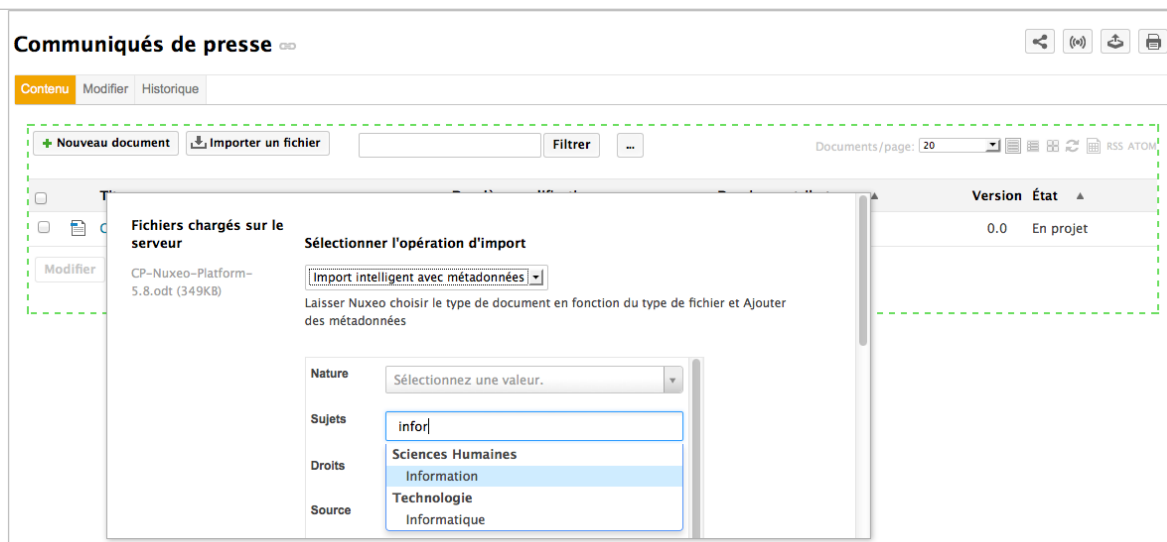 Communiqués de presse
Contenu Modifier Historique
+ Nouveau document Importer un fichier Filtrer ... Documents/page: 20 RSS ATOM
Version État
0.0 En projet
Modifier
Fichiers chargés sur le
serveur
CP-Nuxeo-Platform-
5.8.odt (349KB)
Sélectionner l'opération d'import
Import intelligent avec métadonnées
Laisser Nuxeo choisir le type de document en fonction du type de fichier et Ajouter
des métadonnées
Nature Sélectionnez une valeur.
Sujets infor
Sciences Humaines
Information
Technologie
Informatique
Droits
Source